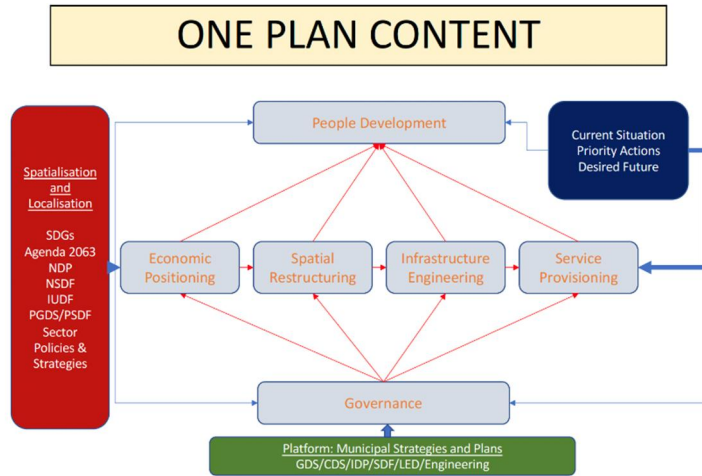 ONE PLAN CONTENT
People Development
Current Situation
Priority Actions
Desired Future
Spatialisation
and
Localisation
SDGs
Agenda 2063
NDP
NSDF
IUDF
PGDS/PSDF
Sector
Policies &
Strategies
Economic
Positioning
Spatial
Restructuring
Infrastructure
Engineering
Service
Provisioning
Governance
Platform: Municipal Strategies and Plans
GDS/CDS/IDP/SDF/LED/Engineering